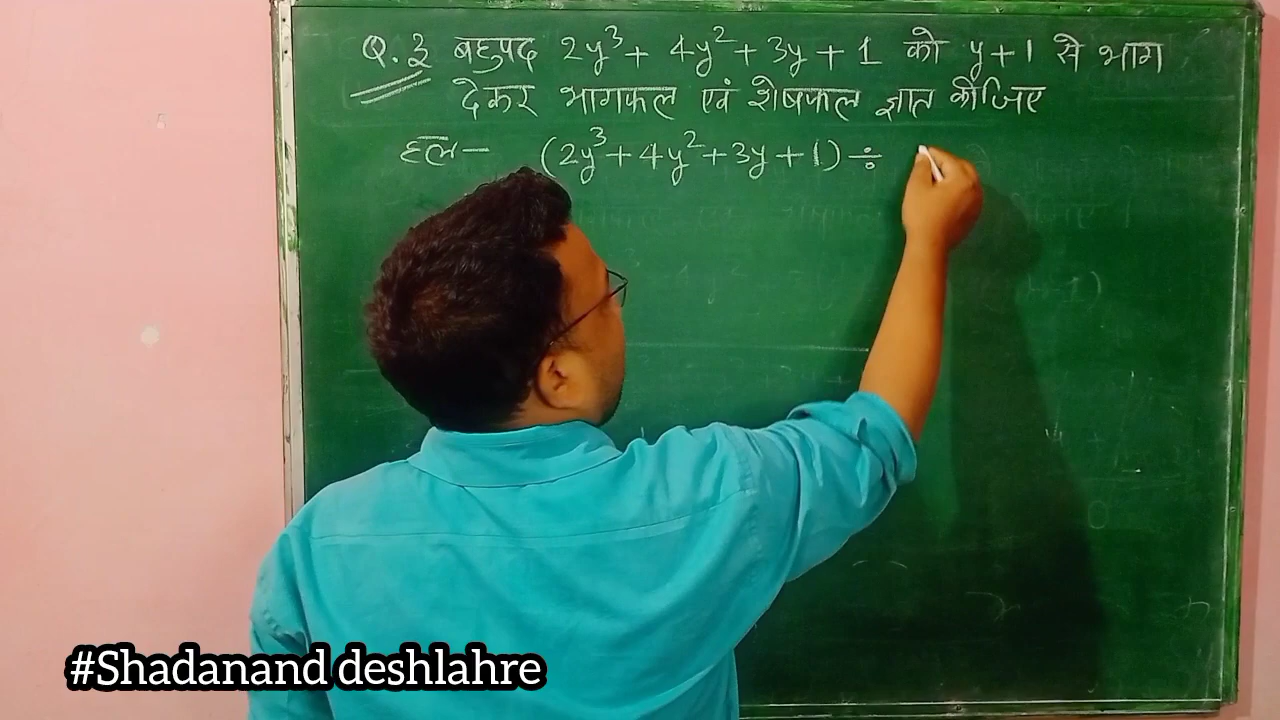 Q. 3 बहुपद 2y³ + 4y² + 3y + 1 को y + 1 से भाग
देकर भागफल एवं शेषफल ज्ञात कीजिए
हल— (2y³ + 4y² + 3y + 1) ÷
#Shadanand deshlahre